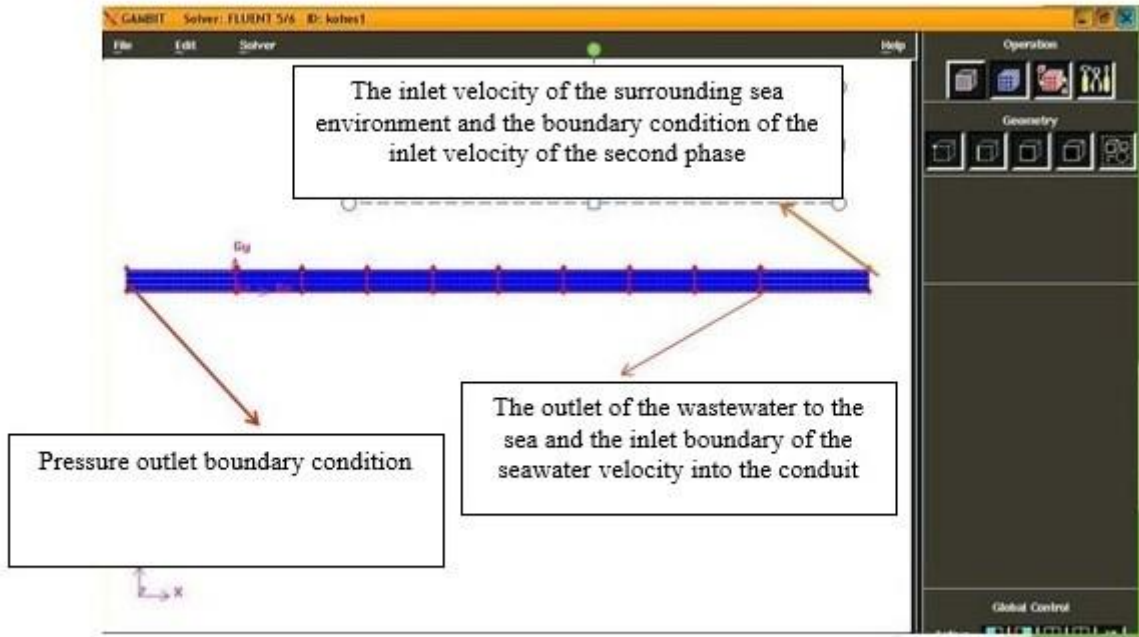 GAMBIT Solver: FLUENT 5/6 ID: kohes1
File Edit Solver Help
Operation
The inlet velocity of the surrounding sea
environment and the boundary condition of the
inlet velocity of the second phase
Geometry
Gy
The outlet of the wastewater to the
sea and the inlet boundary of the
seawater velocity into the conduit
Pressure outlet boundary condition
Z X
Global Control